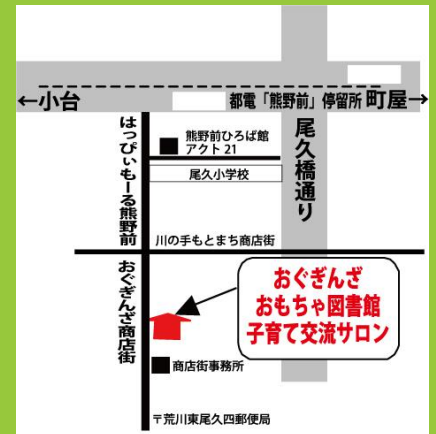 ←小台
都電「熊野前」停留所
町屋→
はっぴぃもーる熊野前
熊野前ひろば館
アクト21
尾久小学校
尾久橋通り
川の手もとまち商店街
おぐぎんざ商店街
おぐぎんざ
おもちゃ図書館
子育て交流サロン
商店街事務所
〒荒川東尾久四郵便局